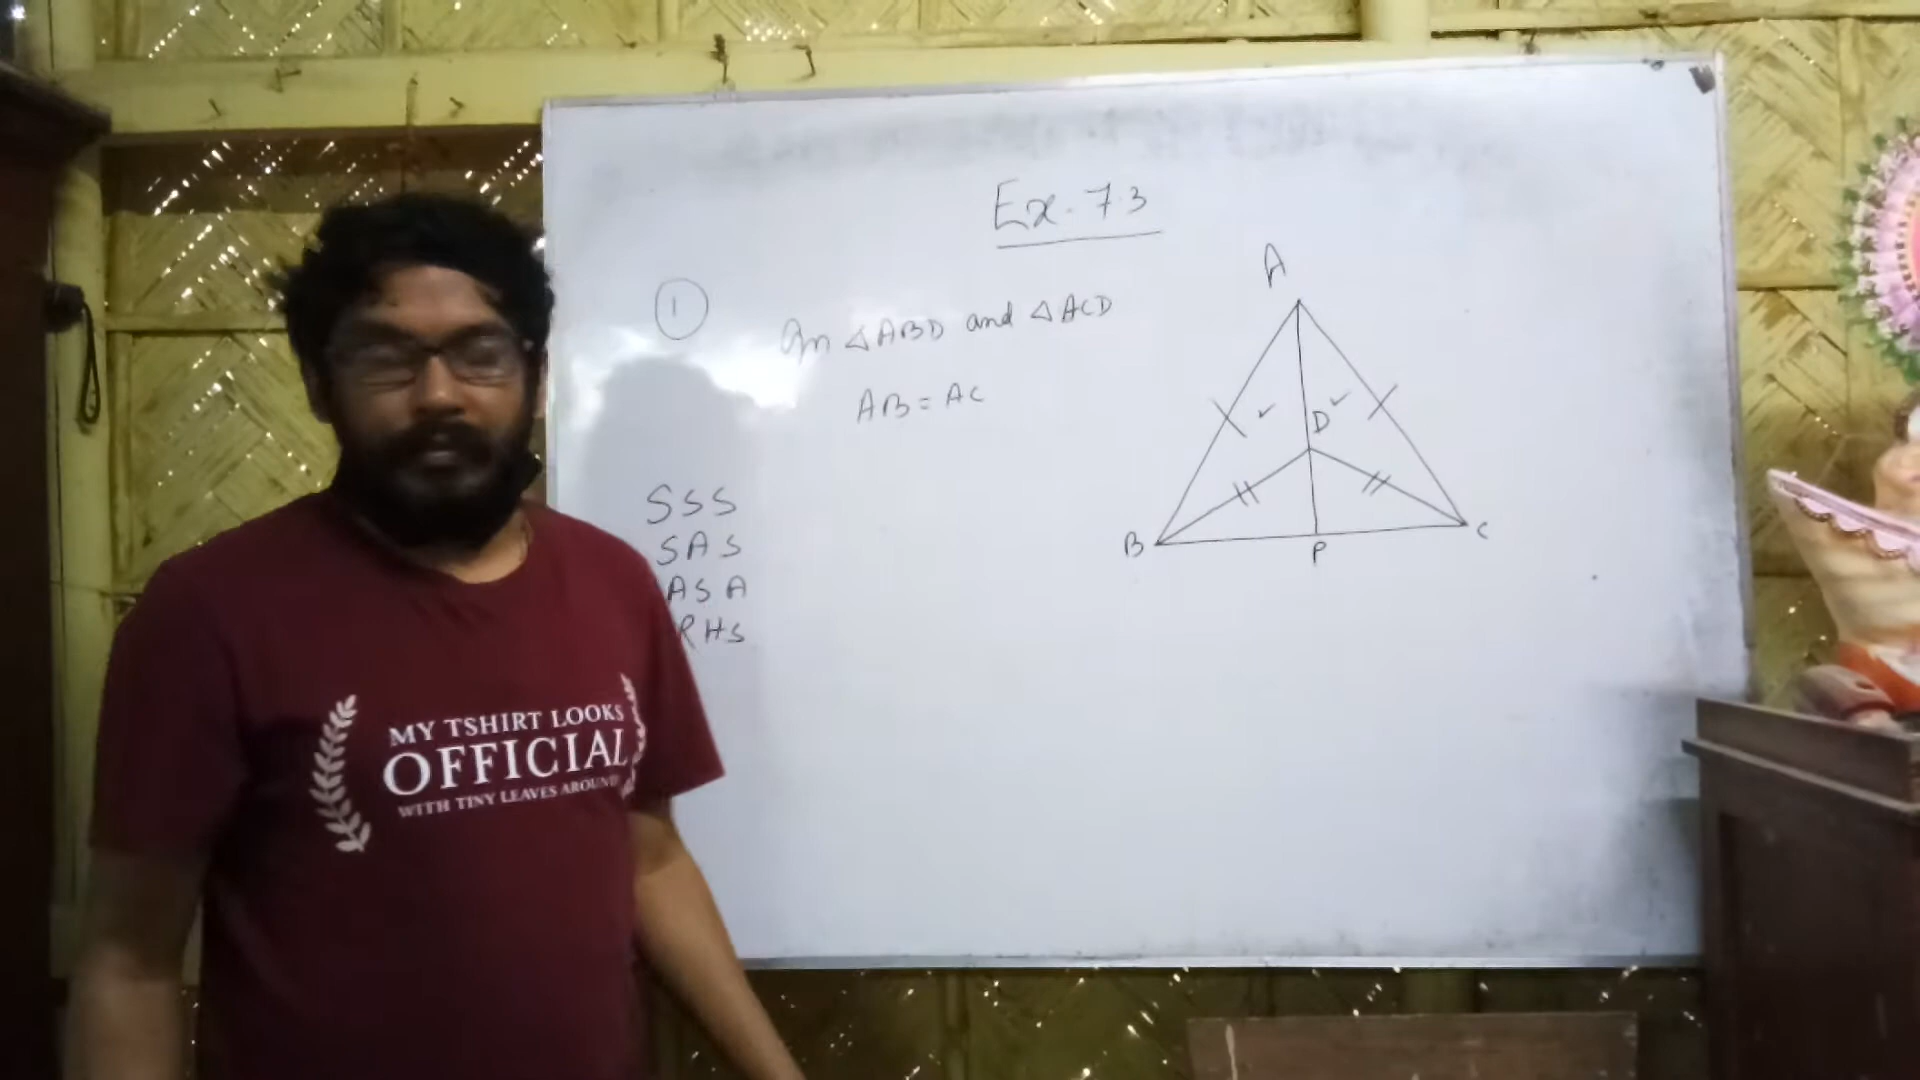 Ex. 7.3
1
In △ABD and △ACD
AB = AC
SSS
SAS
ASA
RHS
A
D
B
P
C
MY TSHIRT LOOKS
OFFICIAL
WITH TINY LEAVES AROUND